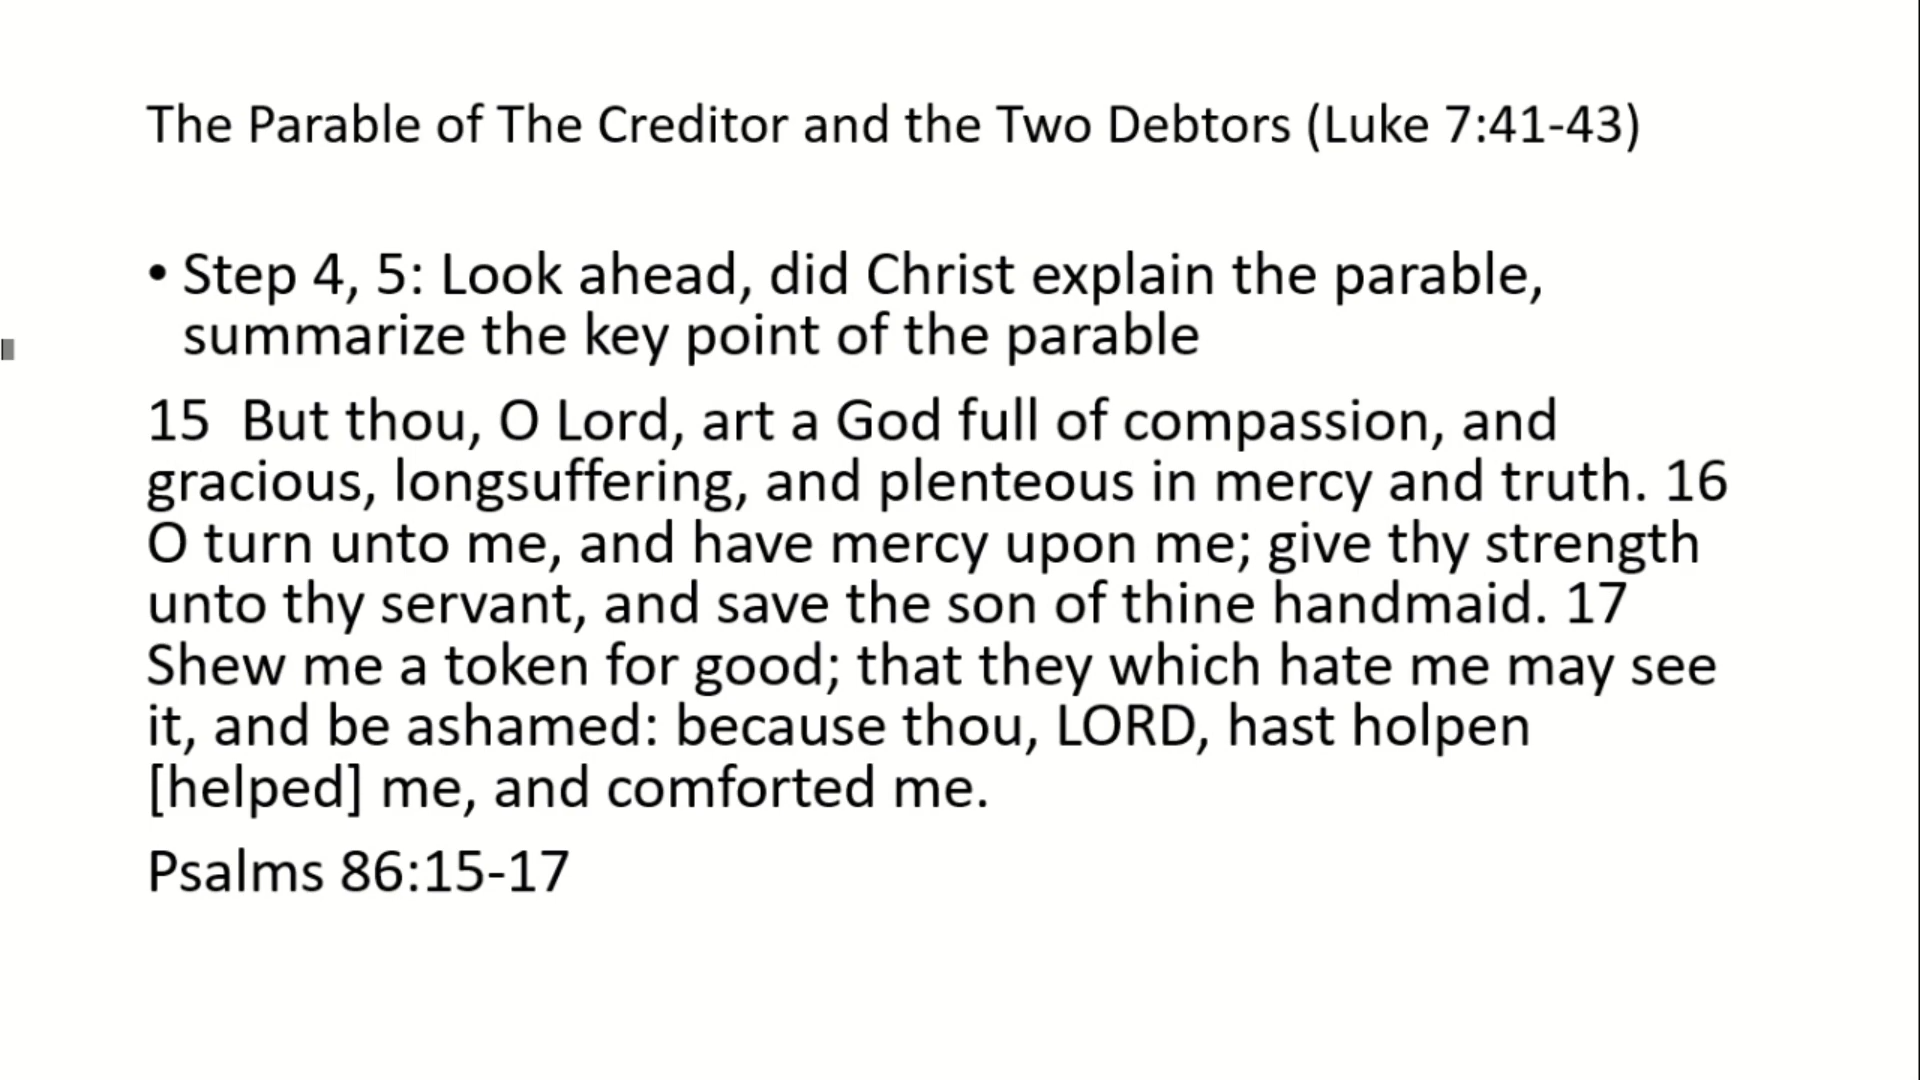 The Parable of The Creditor and the Two Debtors (Luke 7:41-43)
• Step 4, 5: Look ahead, did Christ explain the parable,
summarize the key point of the parable
15  But thou, O Lord, art a God full of compassion, and
gracious, longsuffering, and plenteous in mercy and truth. 16
O turn unto me, and have mercy upon me; give thy strength
unto thy servant, and save the son of thine handmaid. 17
Shew me a token for good; that they which hate me may see
it, and be ashamed: because thou, LORD, hast holpen
[helped] me, and comforted me.
Psalms 86:15-17